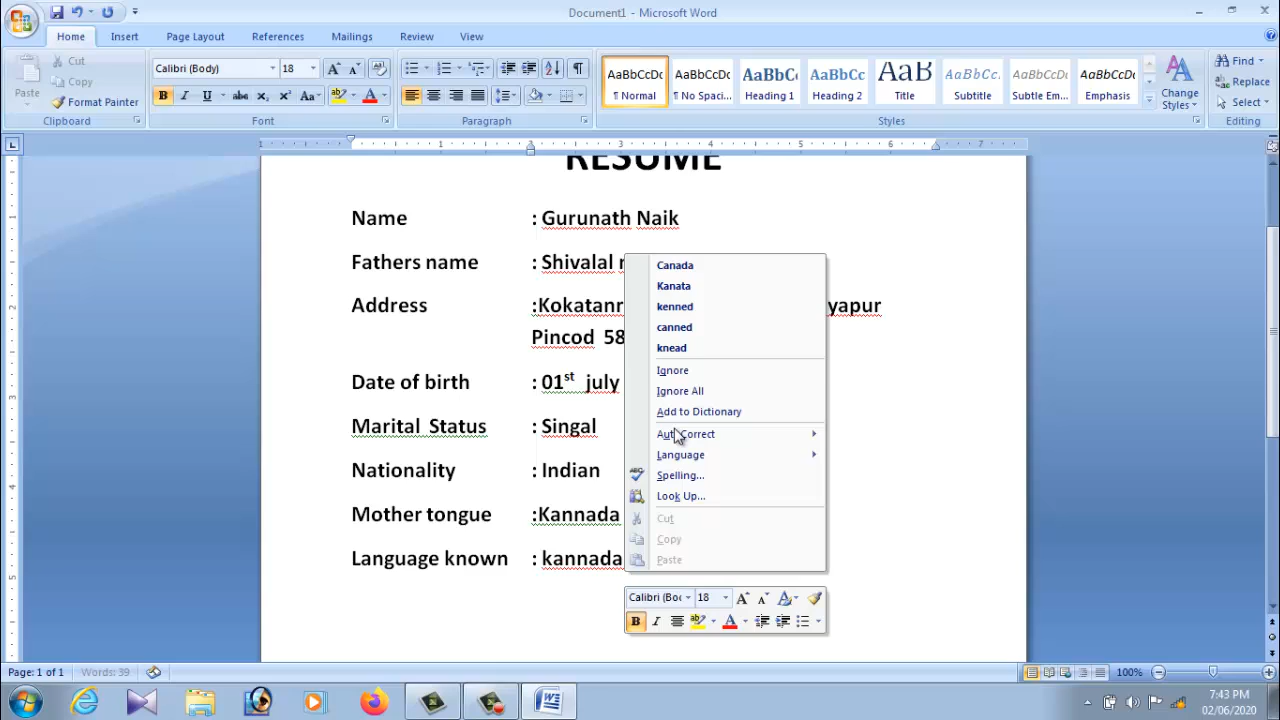 Document1 - Microsoft Word
Home Insert Page Layout References Mailings Review View
Paste
Cut
Copy
Format Painter
Clipboard
Calibri (Body) 18
Font
Paragraph
AaBbCcDc AaBbCcDc AaBbC AaBbCc AaB AaBbCc. AaBbCcDc AaBbCcDc
¶ Normal ¶ No Spaci... Heading 1 Heading 2 Title Subtitle Subtle Em... Emphasis
Change Styles
Styles
Find
Replace
Select
Editing
RESUME
Name : Gurunath Naik
Fathers name : Shivalal
Address :Kokatanr yapur
Pincod 58
Date of birth : 01st july
Marital Status : Singal
Nationality : Indian
Mother tongue :Kannada
Language known : kannada
Canada
Kanata
kenned
canned
knead
Ignore
Ignore All
Add to Dictionary
AutoCorrect
Language
Spelling...
Look Up...
Cut
Copy
Paste
Calibri (Boc 18
Page: 1 of 1 Words: 39 100%
7:43 PM
02/06/2020